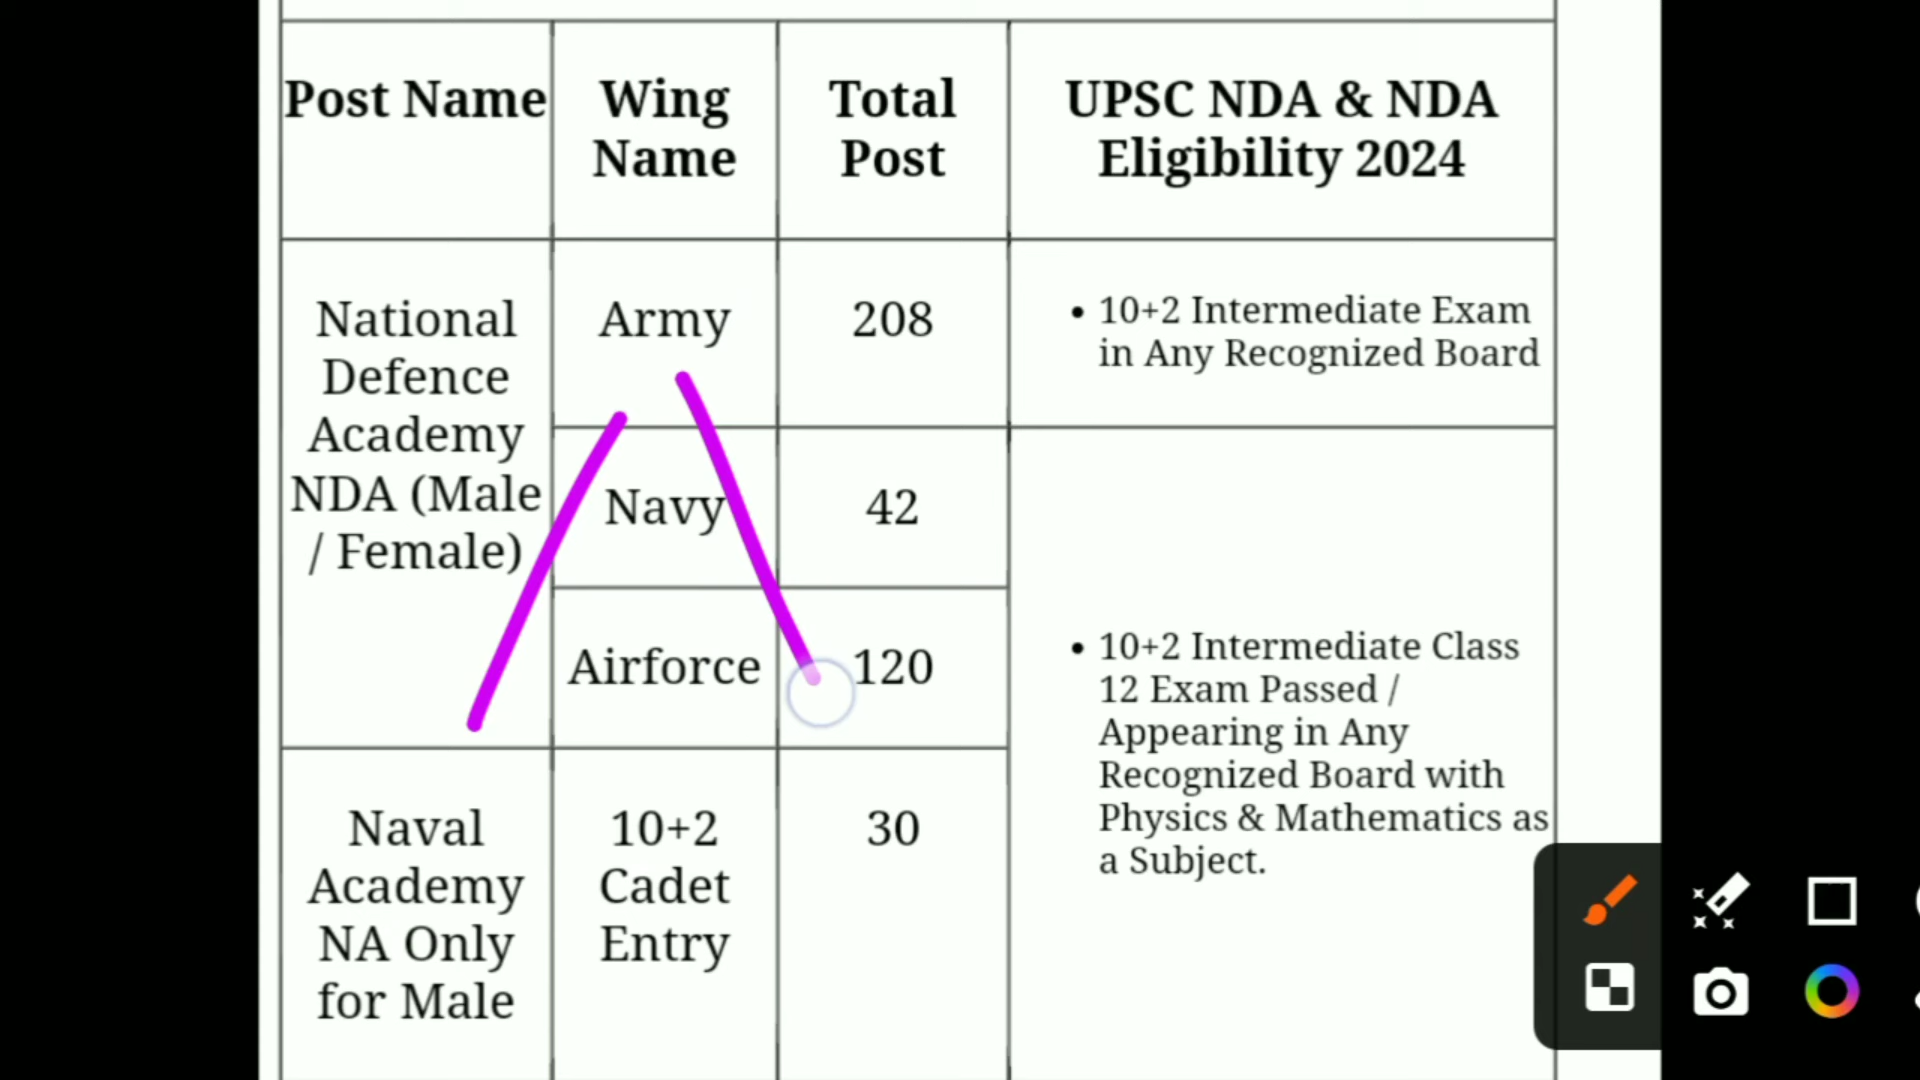 Post Name
Wing
Name
Total
Post
UPSC NDA & NDA
Eligibility 2024
National
Defence
Academy
NDA (Male
/ Female)
Army
208
10+2 Intermediate Exam
in Any Recognized Board
Navy
42
Airforce
120
10+2 Intermediate Class
12 Exam Passed /
Appearing in Any
Recognized Board with
Physics & Mathematics as
a Subject.
Naval
Academy
NA Only
for Male
10+2
Cadet
Entry
30